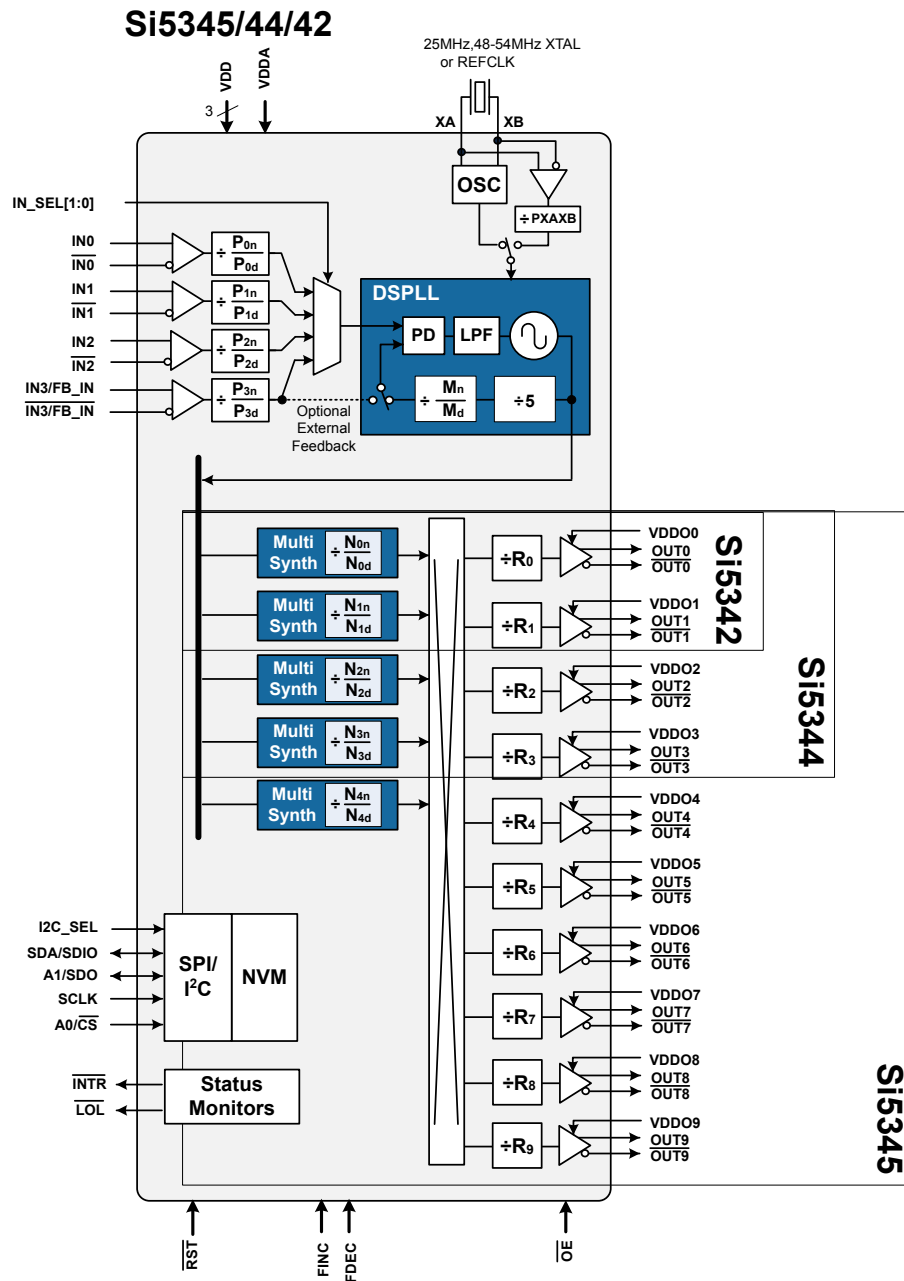 Si5345/44/42
25MHz,48-54MHz XTAL
or REFCLK
VDD
VDDA
3
XA
XB
OSC
÷PXAXB
IN_SEL[1:0]
IN0
IN0
÷ P0n
P0d
IN1
IN1
÷ P1n
P1d
IN2
IN2
÷ P2n
P2d
IN3/FB_IN
IN3/FB_IN
÷ P3n
P3d
DSPLL
PD
LPF
÷ Mn
Md
÷5
Optional
External
Feedback
Multi
Synth
÷ N0n
N0d
Multi
Synth
÷ N1n
N1d
Multi
Synth
÷ N2n
N2d
Multi
Synth
÷ N3n
N3d
Multi
Synth
÷ N4n
N4d
÷R0
VDDO0
OUT0
OUT0
÷R1
VDDO1
OUT1
OUT1
÷R2
VDDO2
OUT2
OUT2
÷R3
VDDO3
OUT3
OUT3
÷R4
VDDO4
OUT4
OUT4
÷R5
VDDO5
OUT5
OUT5
÷R6
VDDO6
OUT6
OUT6
÷R7
VDDO7
OUT7
OUT7
÷R8
VDDO8
OUT8
OUT8
÷R9
VDDO9
OUT9
OUT9
Si5342
Si5344
Si5345
I2C_SEL
SDA/SDIO
A1/SDO
SCLK
A0/CS
SPI/
I²C
NVM
INTR
LOL
Status
Monitors
RST
FINC
FDEC
OE